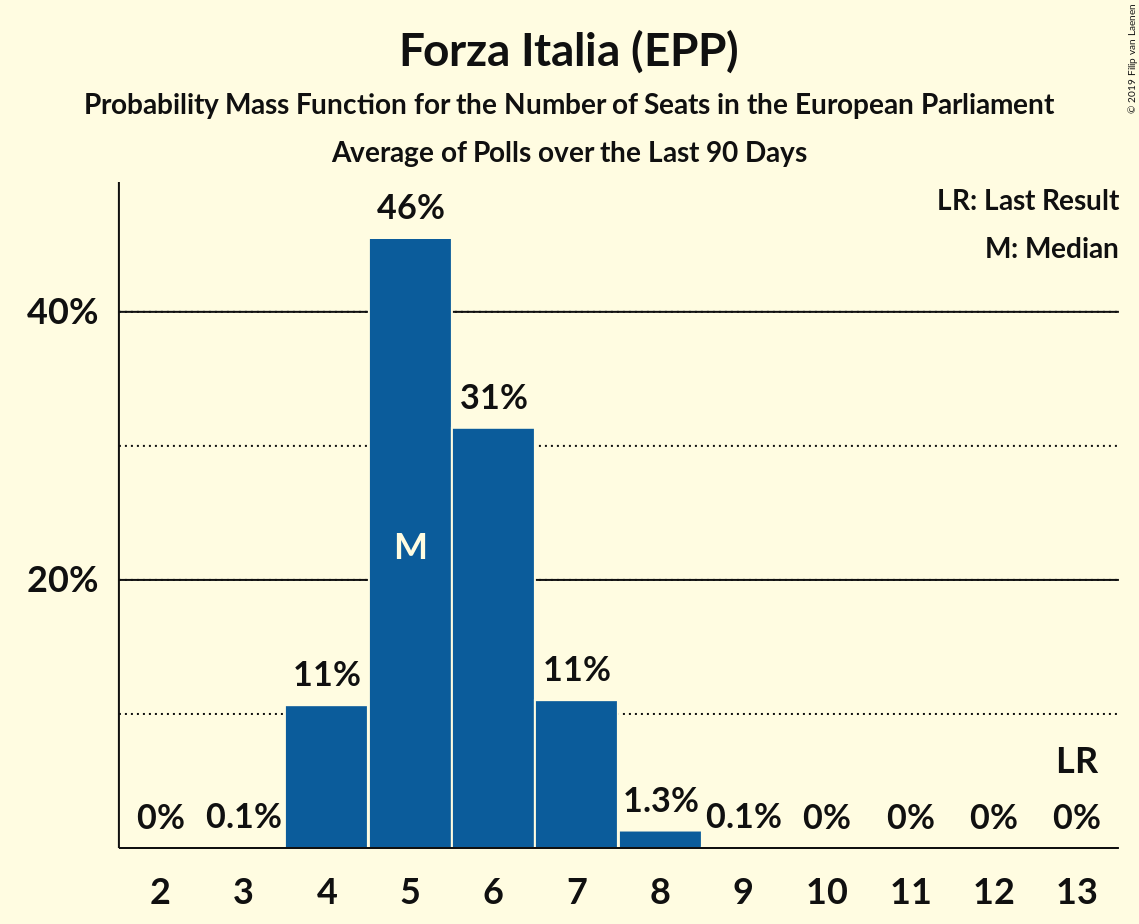 Forza Italia (EPP)
Probability Mass Function for the Number of Seats in the European Parliament
Average of Polls over the Last 90 Days
© 2019 Filip van Laenen
LR: Last Result
M: Median
40%
20%
0%
0.1%
11%
46%
M
31%
11%
1.3%
0.1%
0%
0%
0%
LR
0%
2 3 4 5 6 7 8 9 10 11 12 13